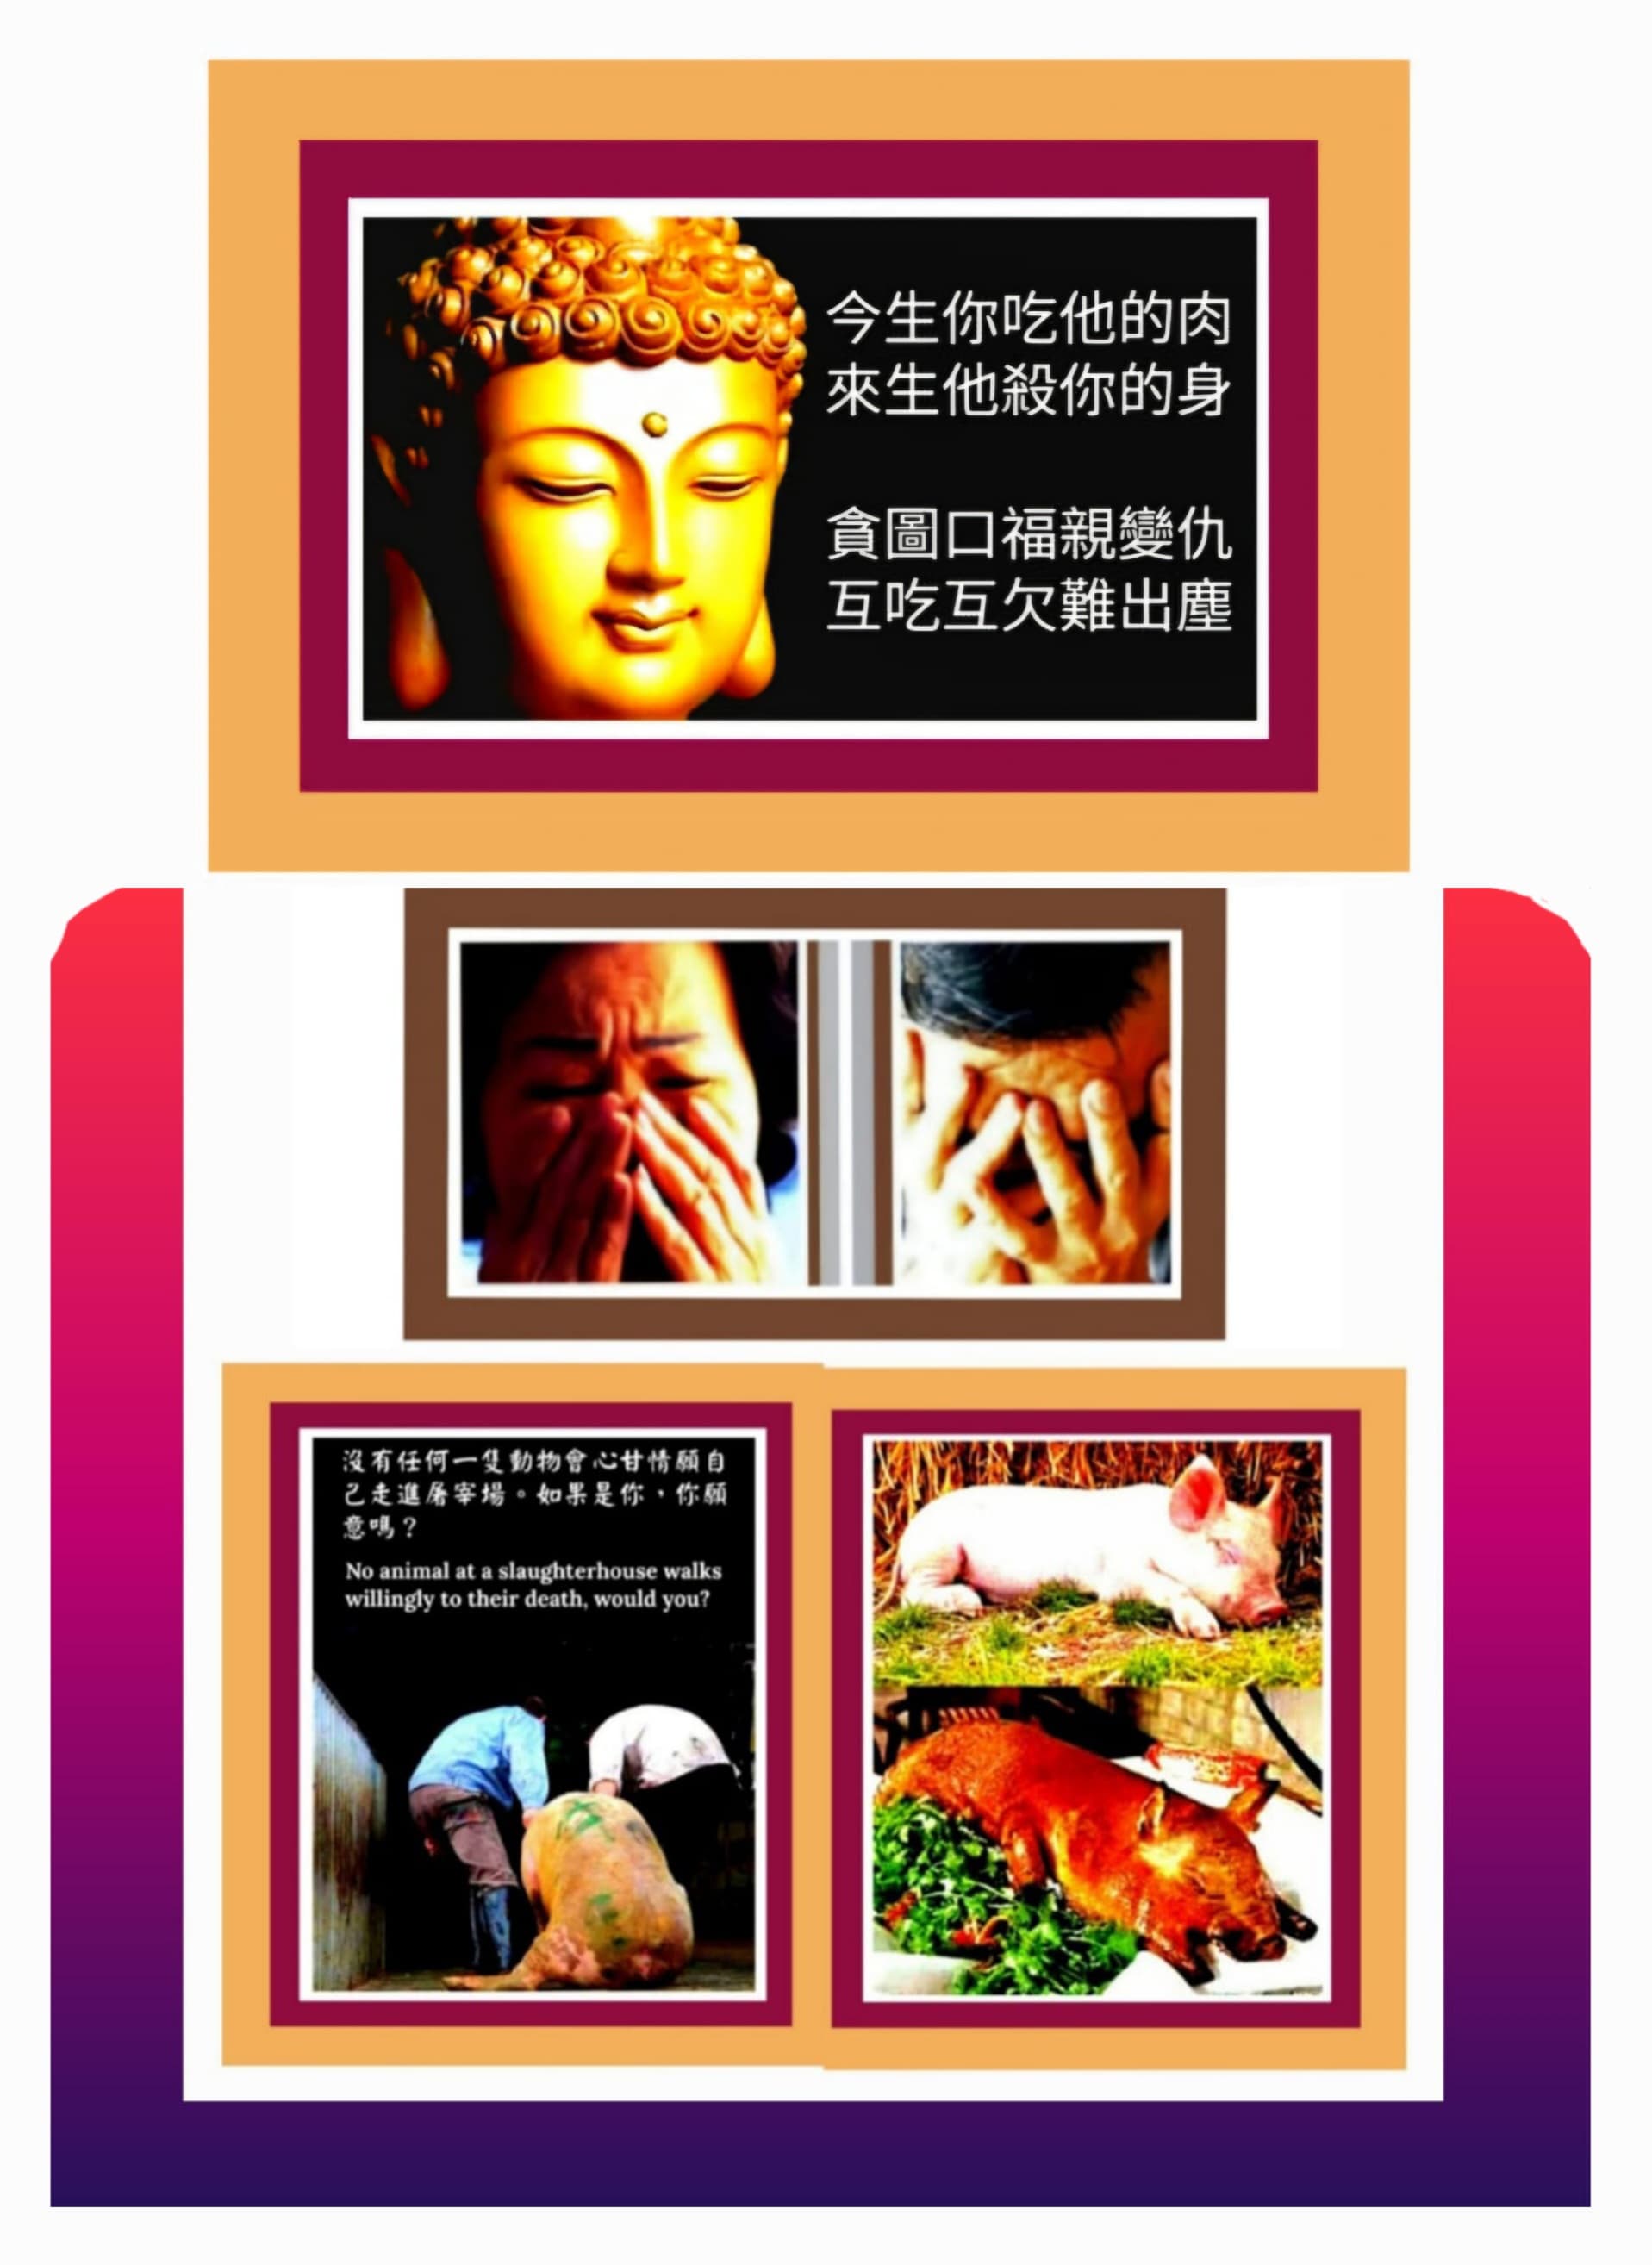 今生你吃他的肉
來生他殺你的身
貪圖口福親變仇
互吃互欠難出塵
沒有任何一隻動物會心甘情願自
己走進屠宰場。如果是你，你願
意嗎？
No animal at a slaughterhouse walks
willingly to their death, would you?